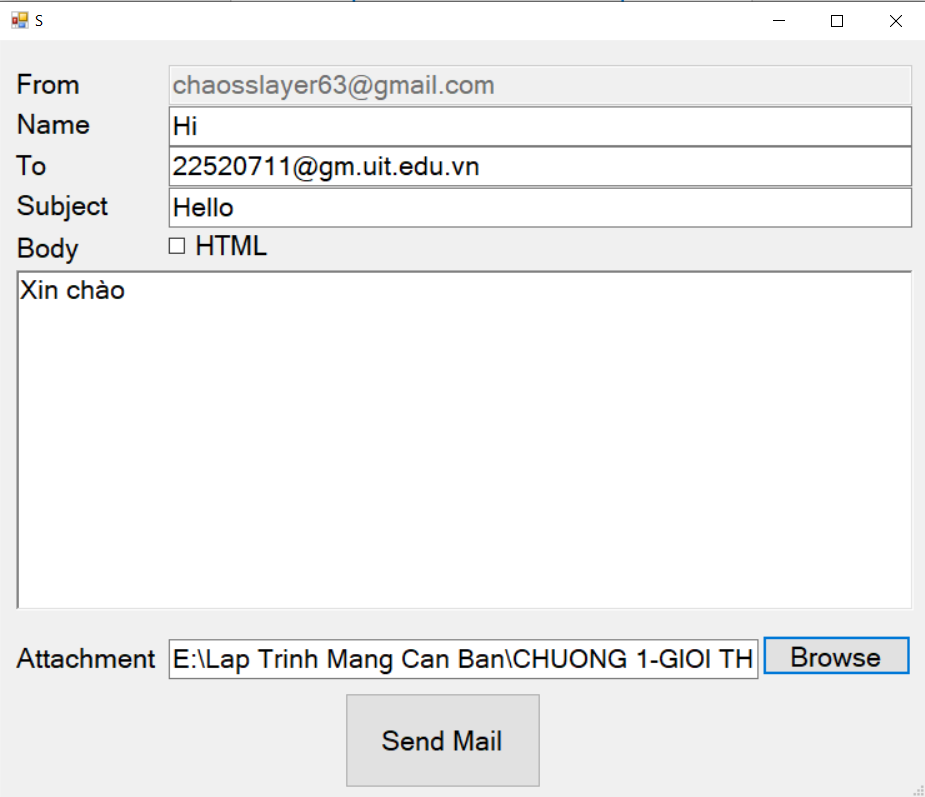 S
From chaosslayer63@gmail.com
Name Hi
To 22520711@gm.uit.edu.vn
Subject Hello
Body HTML
Xin chào
Attachment E:\Lap Trinh Mang Can Ban\CHUONG 1-GIOI TH Browse
Send Mail